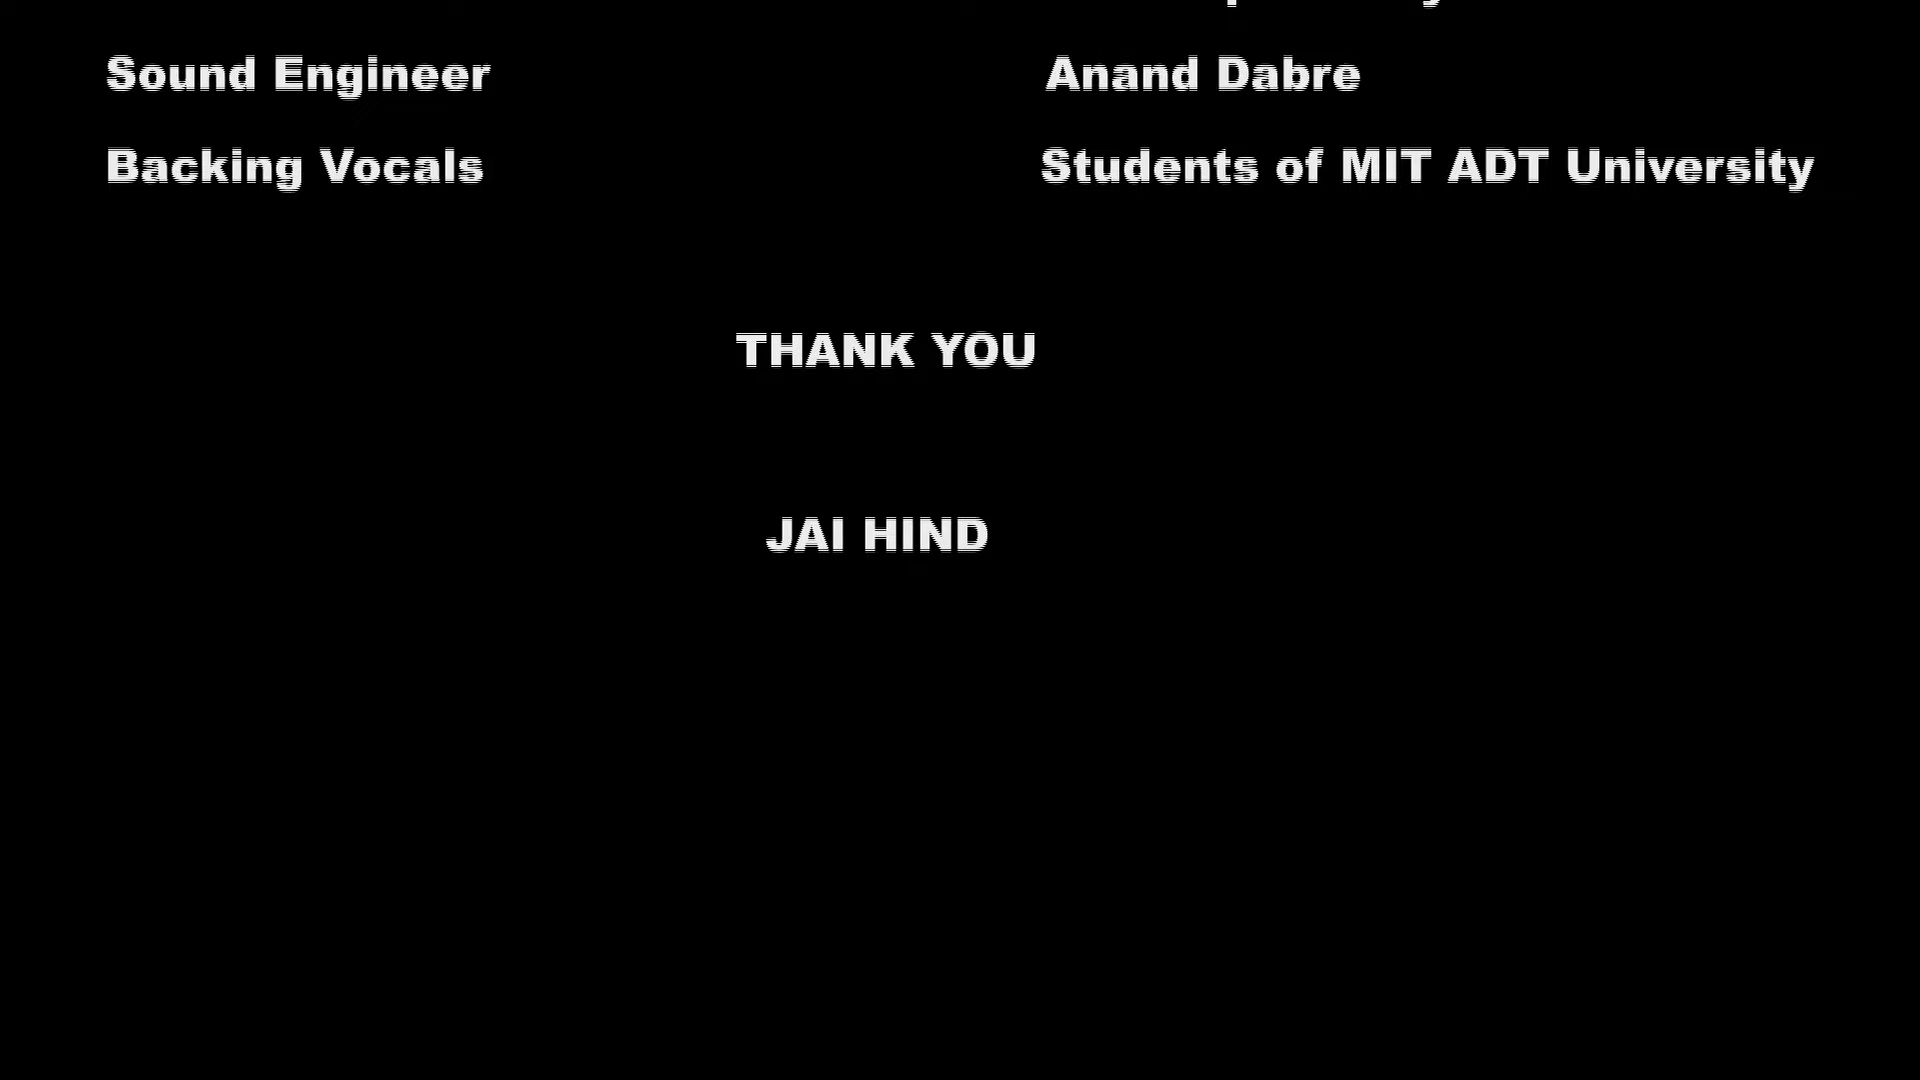 Sound Engineer Anand Dabre
Backing Vocals Students of MIT ADT University
THANK YOU
JAI HIND